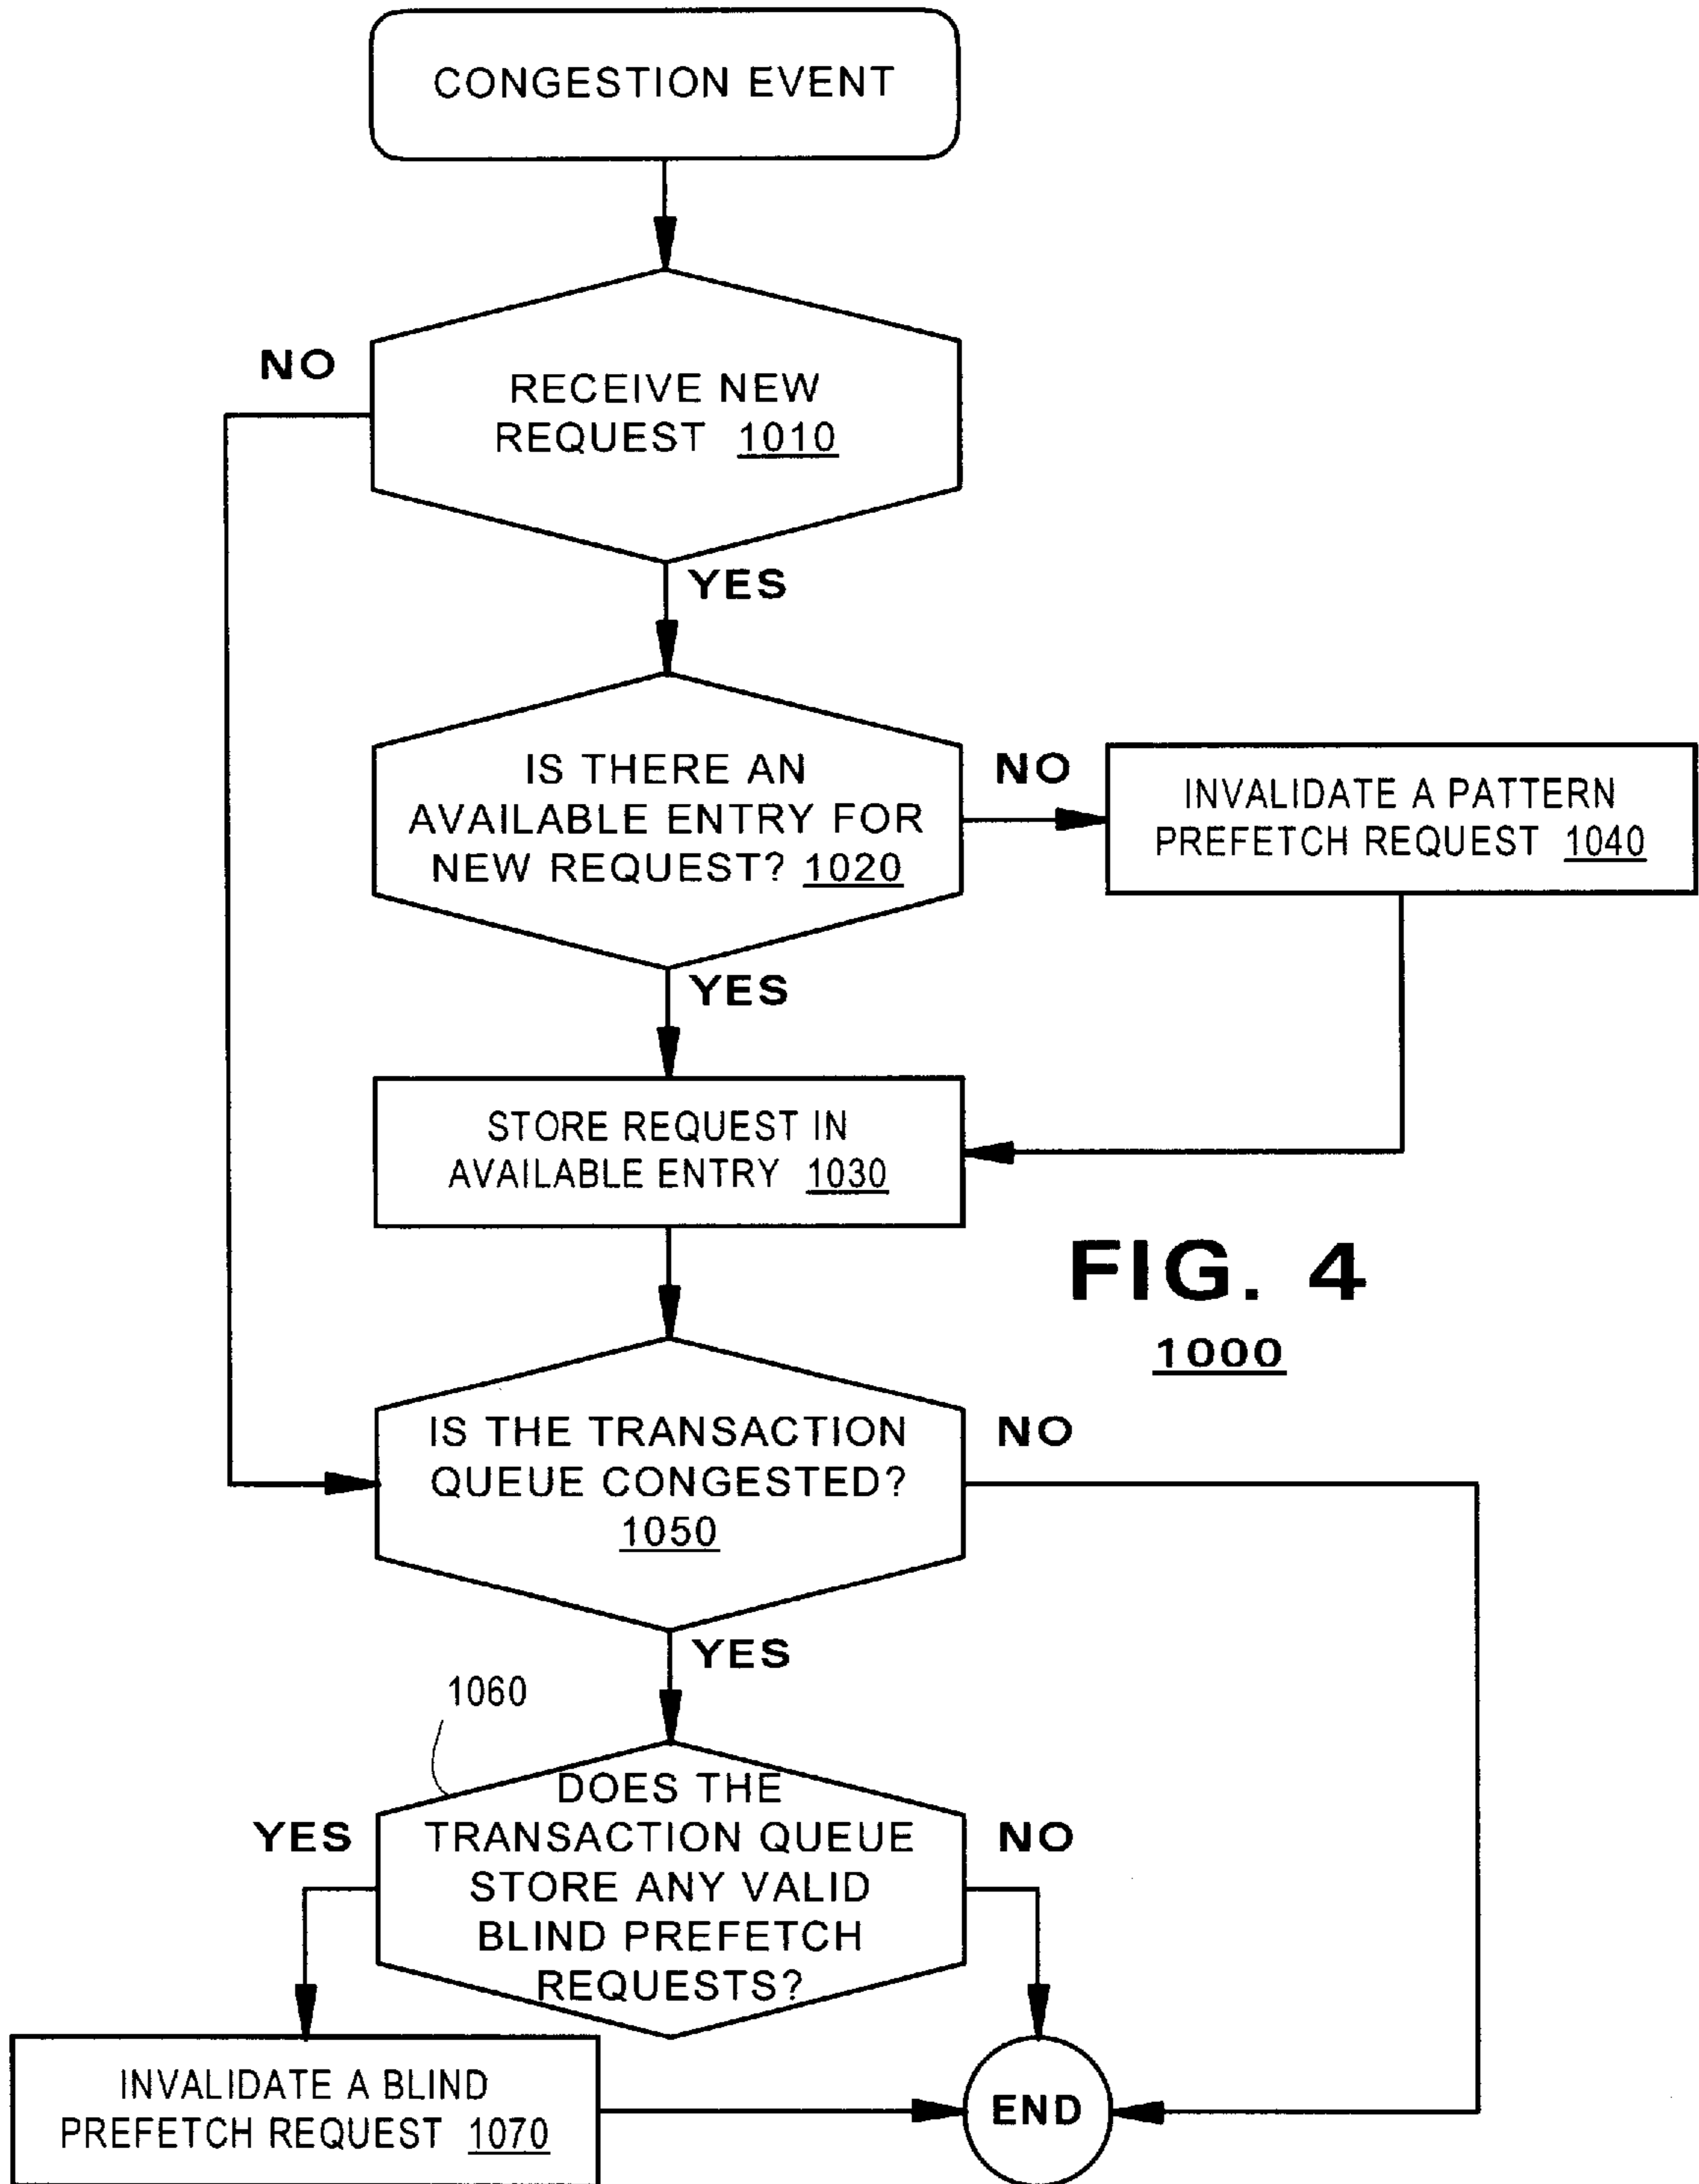 CONGESTION EVENT
NO
RECEIVE NEW
REQUEST 1010
YES
IS THERE AN
AVAILABLE ENTRY FOR
NEW REQUEST? 1020
NO
INVALIDATE A PATTERN
PREFETCH REQUEST 1040
YES
STORE REQUEST IN
AVAILABLE ENTRY 1030
FIG. 4
1000
IS THE TRANSACTION
QUEUE CONGESTED?
1050
NO
YES
1060
DOES THE
TRANSACTION QUEUE
STORE ANY VALID
BLIND PREFETCH
REQUESTS?
YES
NO
INVALIDATE A BLIND
PREFETCH REQUEST 1070
END